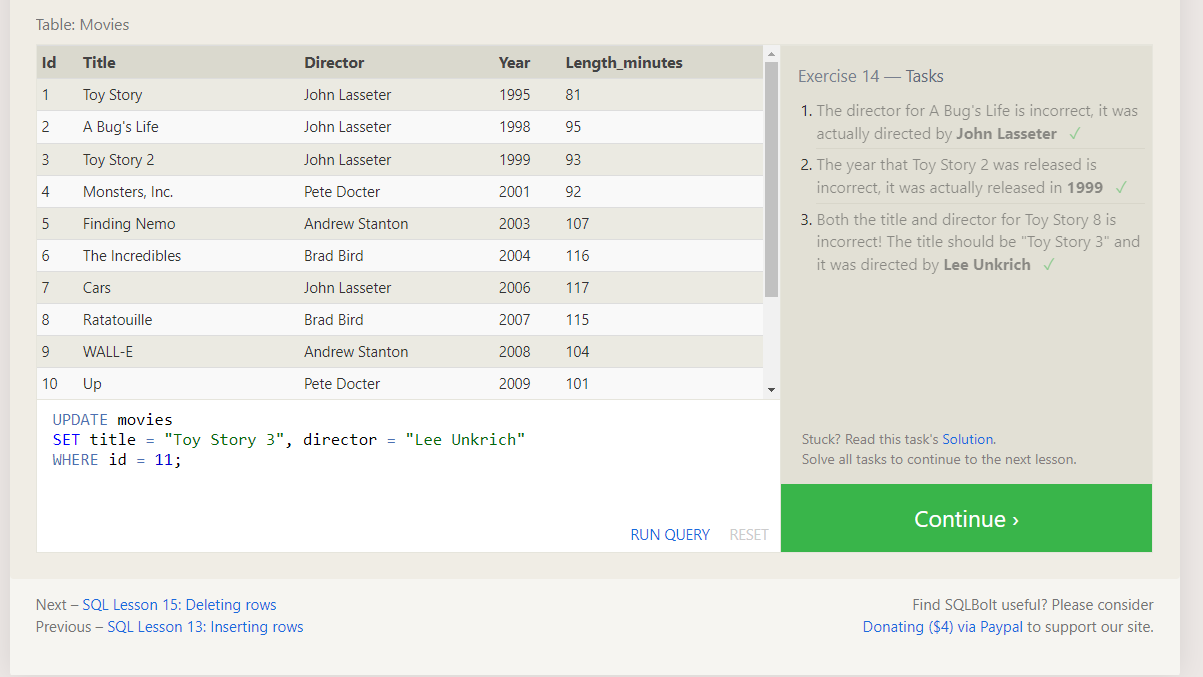 Table: Movies
Id Title Director Year Length_minutes
1 Toy Story John Lasseter 1995 81
2 A Bug's Life John Lasseter 1998 95
3 Toy Story 2 John Lasseter 1999 93
4 Monsters, Inc. Pete Docter 2001 92
5 Finding Nemo Andrew Stanton 2003 107
6 The Incredibles Brad Bird 2004 116
7 Cars John Lasseter 2006 117
8 Ratatouille Brad Bird 2007 115
9 WALL-E Andrew Stanton 2008 104
10 Up Pete Docter 2009 101
UPDATE movies
SET title = "Toy Story 3", director = "Lee Unkrich"
WHERE id = 11;
RUN QUERY RESET
Exercise 14 — Tasks
1. The director for A Bug's Life is incorrect, it was
actually directed by John Lasseter ✓
2. The year that Toy Story 2 was released is
incorrect, it was actually released in 1999 ✓
3. Both the title and director for Toy Story 8 is
incorrect! The title should be "Toy Story 3" and
it was directed by Lee Unkrich ✓
Stuck? Read this task's Solution.
Solve all tasks to continue to the next lesson.
Continue ›
Next – SQL Lesson 15: Deleting rows
Previous – SQL Lesson 13: Inserting rows
Find SQLBolt useful? Please consider
Donating ($4) via Paypal to support our site.